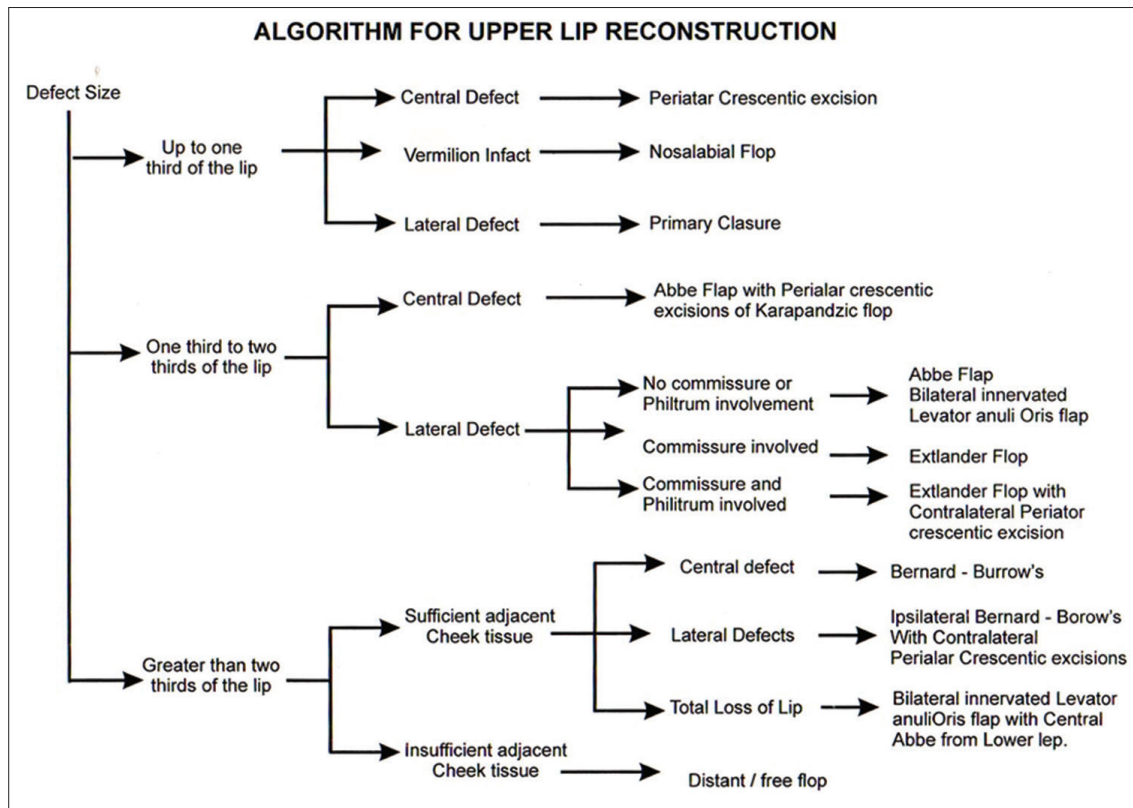 ALGORITHM FOR UPPER LIP RECONSTRUCTION
Defect Size
Up to one
third of the lip
Central Defect
Periatar Crescentic excision
Vermilion Infact
Nosalabial Flop
Lateral Defect
Primary Clasure
One third to two
thirds of the lip
Central Defect
Abbe Flap with Perialar crescentic
excisions of Karapandzic flop
Lateral Defect
No commissure or
Philtrum involvement
Abbe Flap
Bilateral innervated
Levator anuli Oris flap
Commissure involved
Extlander Flop
Commissure and
Philitrum involved
Extlander Flop with
Contralateral Periator
crescentic excision
Greater than two
thirds of the lip
Sufficient adjacent
Cheek tissue
Central defect
Bernard - Burrow's
Lateral Defects
Ipsilateral Bernard - Borow's
With Contralateral
Perialar Crescentic excisions
Total Loss of Lip
Bilateral innervated Levator
anuliOris flap with Central
Abbe from Lower lep.
Insufficient adjacent
Cheek tissue
Distant / free flop